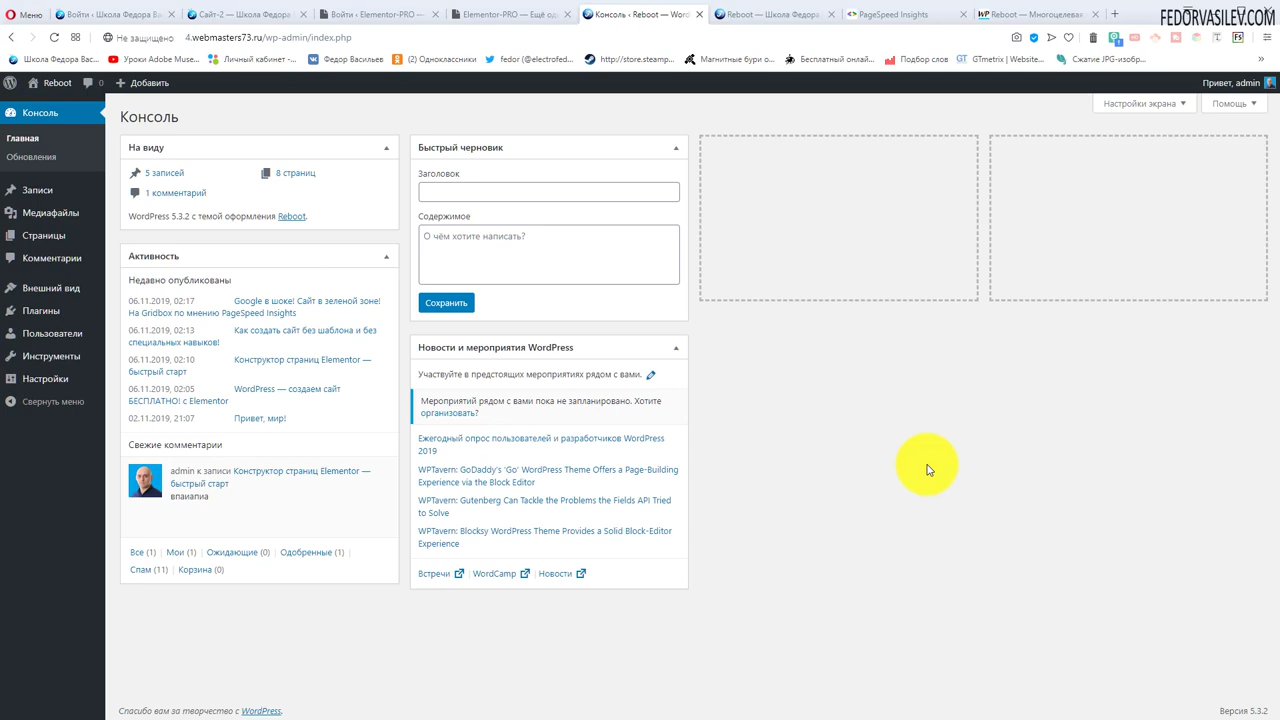 Меню
Войти ‹ Школа Федора Ва
Сайт-2 — Школа Федора
Войти ‹ Elementor-PRO —
Elementor-PRO — Ещё од
Консоль ‹ Reboot — Wor
Reboot — Школа Федора
PageSpeed Insights
Reboot — Многоцелевая
FEDORVASILEV.COM
Не защищено
4.webmasters73.ru/wp-admin/index.php
Школа Федора Вас...
Уроки Adobe Muse...
Личный кабинет -...
Федор Васильев
(2) Одноклассники
fedor (@electrofed...
http://store.steamp...
Магнитные бури о...
Бесплатный онлай...
Подбор слов
GTmetrix | Website...
Сжатие JPG-изобр...
Reboot
0
Добавить
Привет, admin
Консоль
Главная
Обновления
Записи
Медиафайлы
Страницы
Комментарии
Внешний вид
Плагины
Пользователи
Инструменты
Настройки
Свернуть меню
Настройки экрана
Помощь
Консоль
На виду
5 записей
8 страниц
1 комментарий
WordPress 5.3.2 с темой оформления Reboot.
Активность
Недавно опубликованы
06.11.2019, 02:17 Google в шоке! Сайт в зеленой зоне!
На Gridbox по мнению PageSpeed Insights
06.11.2019, 02:13 Как создать сайт без шаблона и без
специальных навыков!
06.11.2019, 02:10 Конструктор страниц Elementor —
быстрый старт
06.11.2019, 02:05 WordPress — создаем сайт
БЕСПЛАТНО! с Elementor
02.11.2019, 21:07 Привет, мир!
Свежие комментарии
admin к записи Конструктор страниц Elementor —
быстрый старт
впаиапиа
Все (1) | Мои (1) | Ожидающие (0) | Одобренные (1) |
Спам (11) | Корзина (0)
Быстрый черновик
Заголовок
Содержимое
О чём хотите написать?
Сохранить
Новости и мероприятия WordPress
Участвуйте в предстоящих мероприятиях рядом с вами.
Мероприятий рядом с вами пока не запланировано. Хотите
организовать?
Ежегодный опрос пользователей и разработчиков WordPress
2019
WPTavern: GoDaddy's 'Go' WordPress Theme Offers a Page-Building
Experience via the Block Editor
WPTavern: Gutenberg Can Tackle the Problems the Fields API Tried
to Solve
WPTavern: Blocksy WordPress Theme Provides a Solid Block-Editor
Experience
Встречи | WordCamp | Новости
Спасибо вам за творчество с WordPress.
Версия 5.3.2